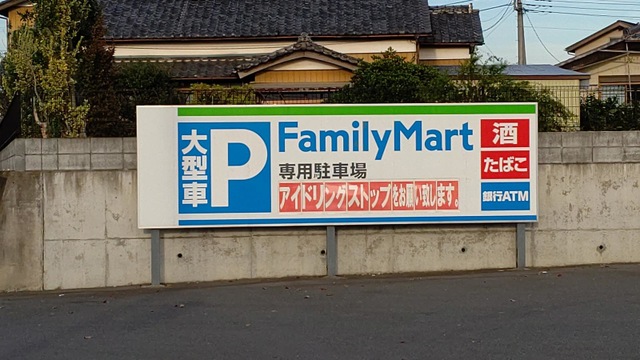 大型車
P
FamilyMart
専用駐車場
アイドリングストップをお願い致します。
酒
たばこ
銀行ATM